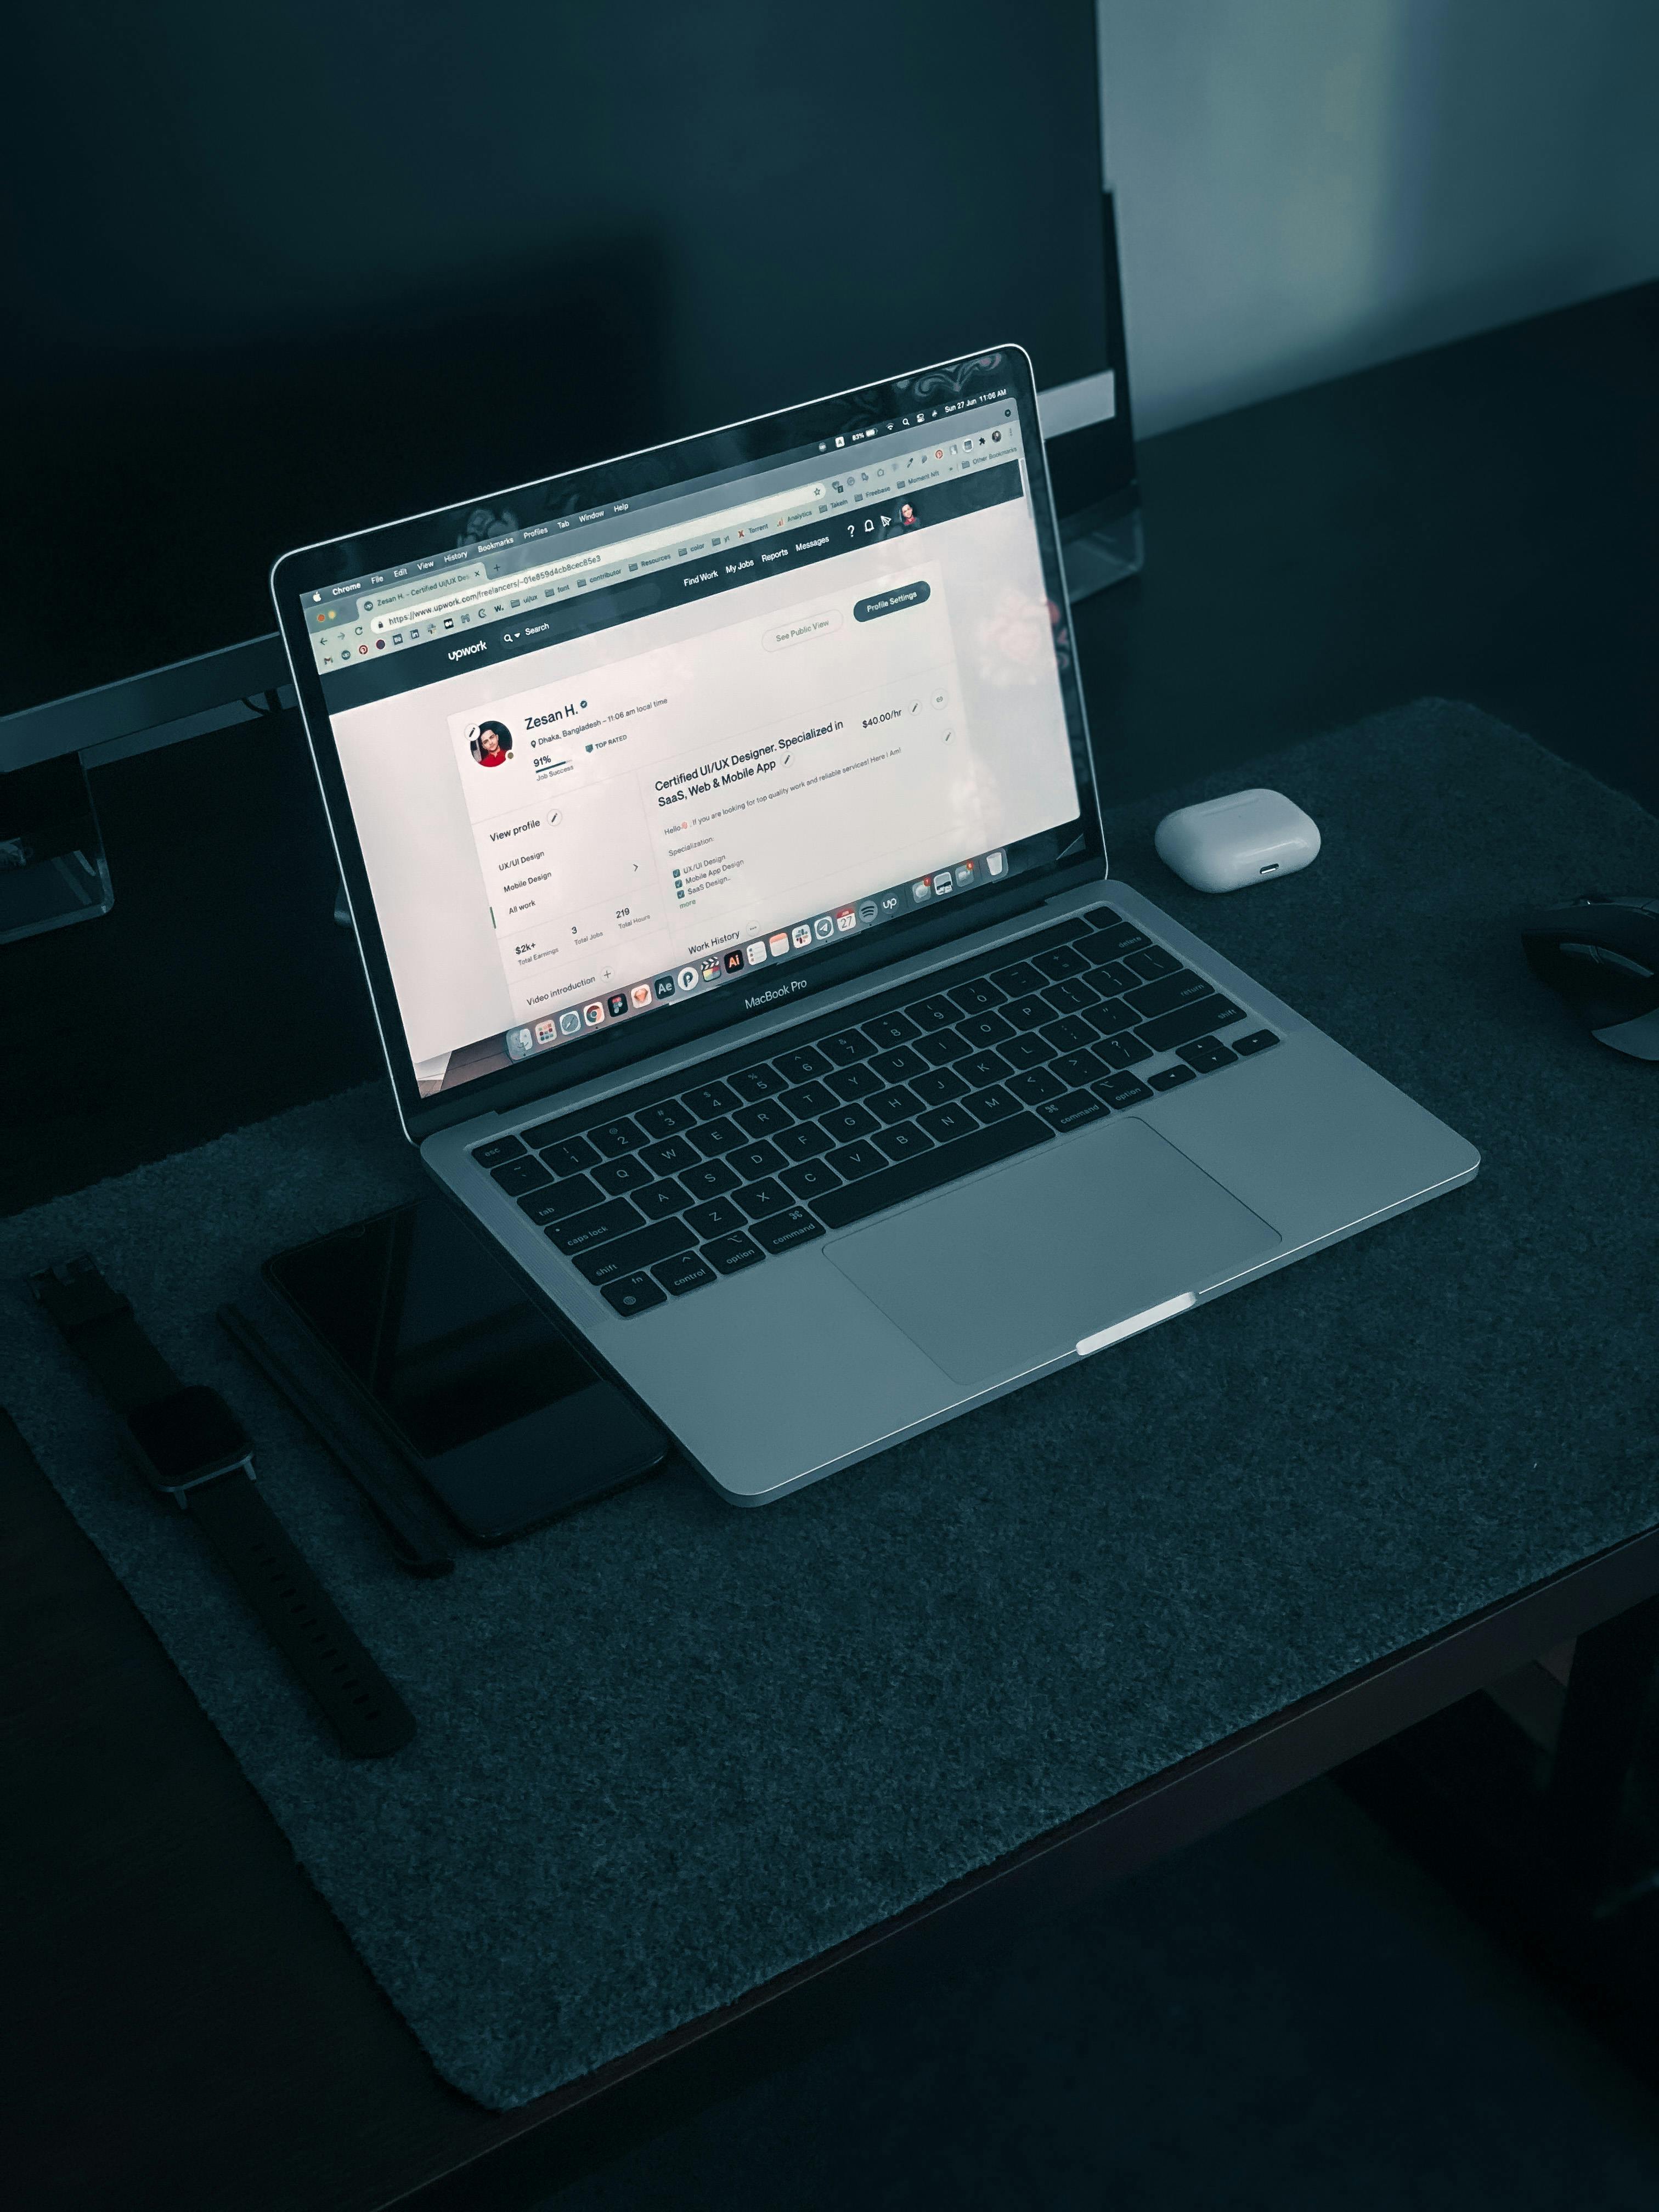 Chrome File Edit View History Bookmarks Profiles Tab Window Help 83% Sun 27 Jun 11:06 AM
Zesan H. - Certified UI/UX Des
https://www.upwork.com/freelancers/~01e859d4cb8cec85e3
ui/ux font contributor Resources color yt Torrent Analytics Freebase Other Bookmarks
upwork Search Find Work My Jobs Reports Messages ?
See Public View Profile Settings
Zesan H.
Dhaka, Bangladesh – 11:06 am local time
91% TOP RATED
Job Success
View profile
UX/UI Design
Mobile Design
All work
$2k+ 3 219
Total Earnings Total Jobs Total Hours
Video introduction
Certified UI/UX Designer. Specialized in
SaaS, Web & Mobile App
$40.00/hr
Hello, If you are looking for top quality work and reliable services! Here I Am!
Specialization:
UX/UI Design
Mobile App Design
SaaS Design..
more
Work History
Ae Ai 27 up
MacBook Pro
esc
~ ! 1 @ 2 # 3 $ 4 % 5 ^ 6 & 7 * 8 ( 9 ) 0 – - + = delete
tab Q W E R T Y U I O P { [ } ] | \
caps lock A S D F G H J K L : ; " ' return
shift Z X C V B N M < , > . ? / shift
fn control option command command option